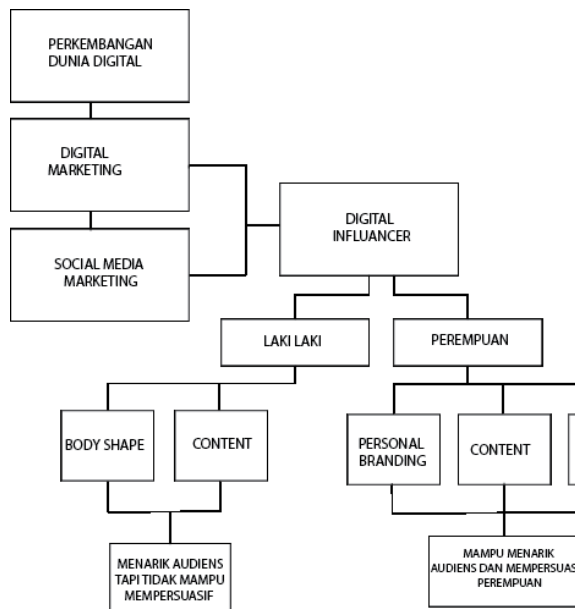 PERKEMBANGAN
DUNIA DIGITAL
DIGITAL
MARKETING
SOCIAL MEDIA
MARKETING
DIGITAL
INFLUANCER
LAKI LAKI
PEREMPUAN
BODY SHAPE
CONTENT
PERSONAL
BRANDING
CONTENT
MENARIK AUDIENS
TAPI TIDAK MAMPU
MEMPERSUASIF
MAMPU MENARIK
AUDIENS DAN MEMPERSUAS
PEREMPUAN